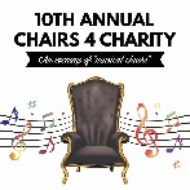 10TH ANNUAL
CHAIRS 4 CHARITY
An evening of "musical chairs"